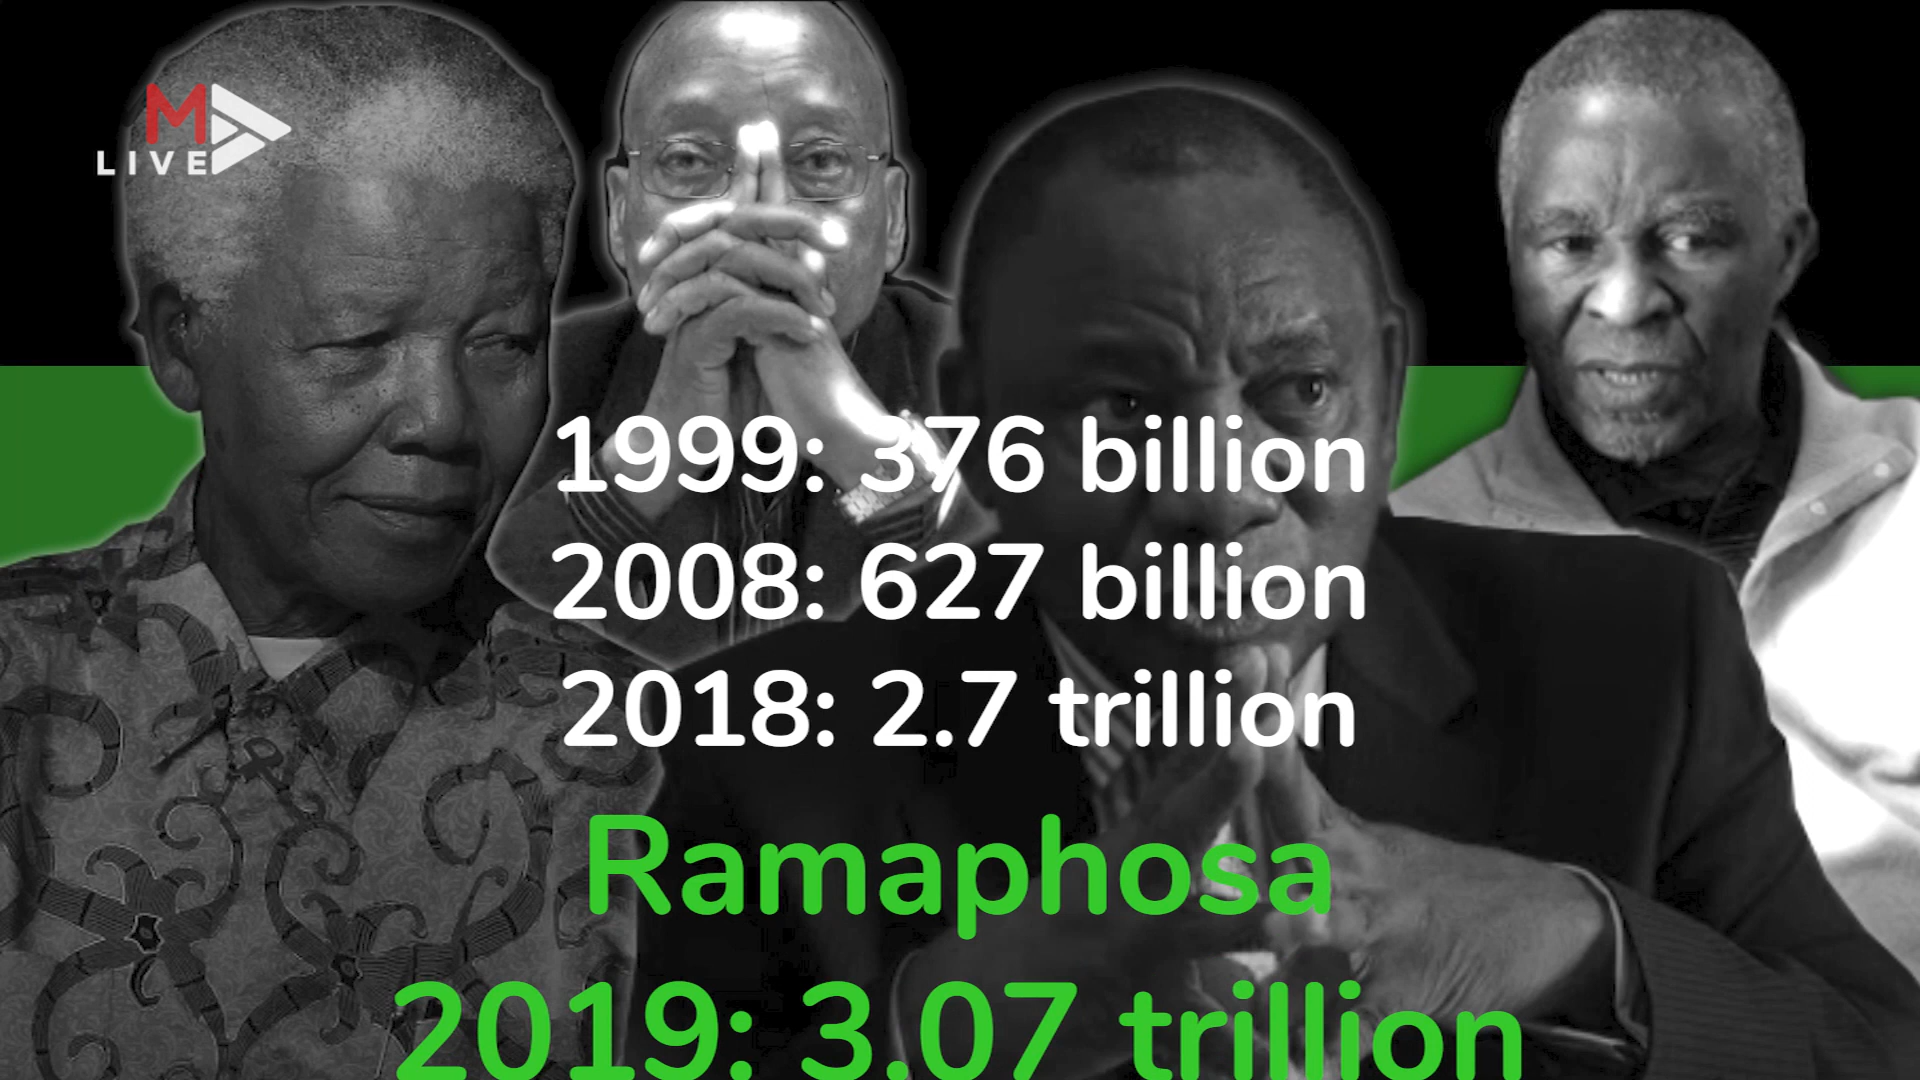 M
LIVE
1999: 376 billion
2008: 627 billion
2018: 2.7 trillion
Ramaphosa
2019: 3.07 trillion